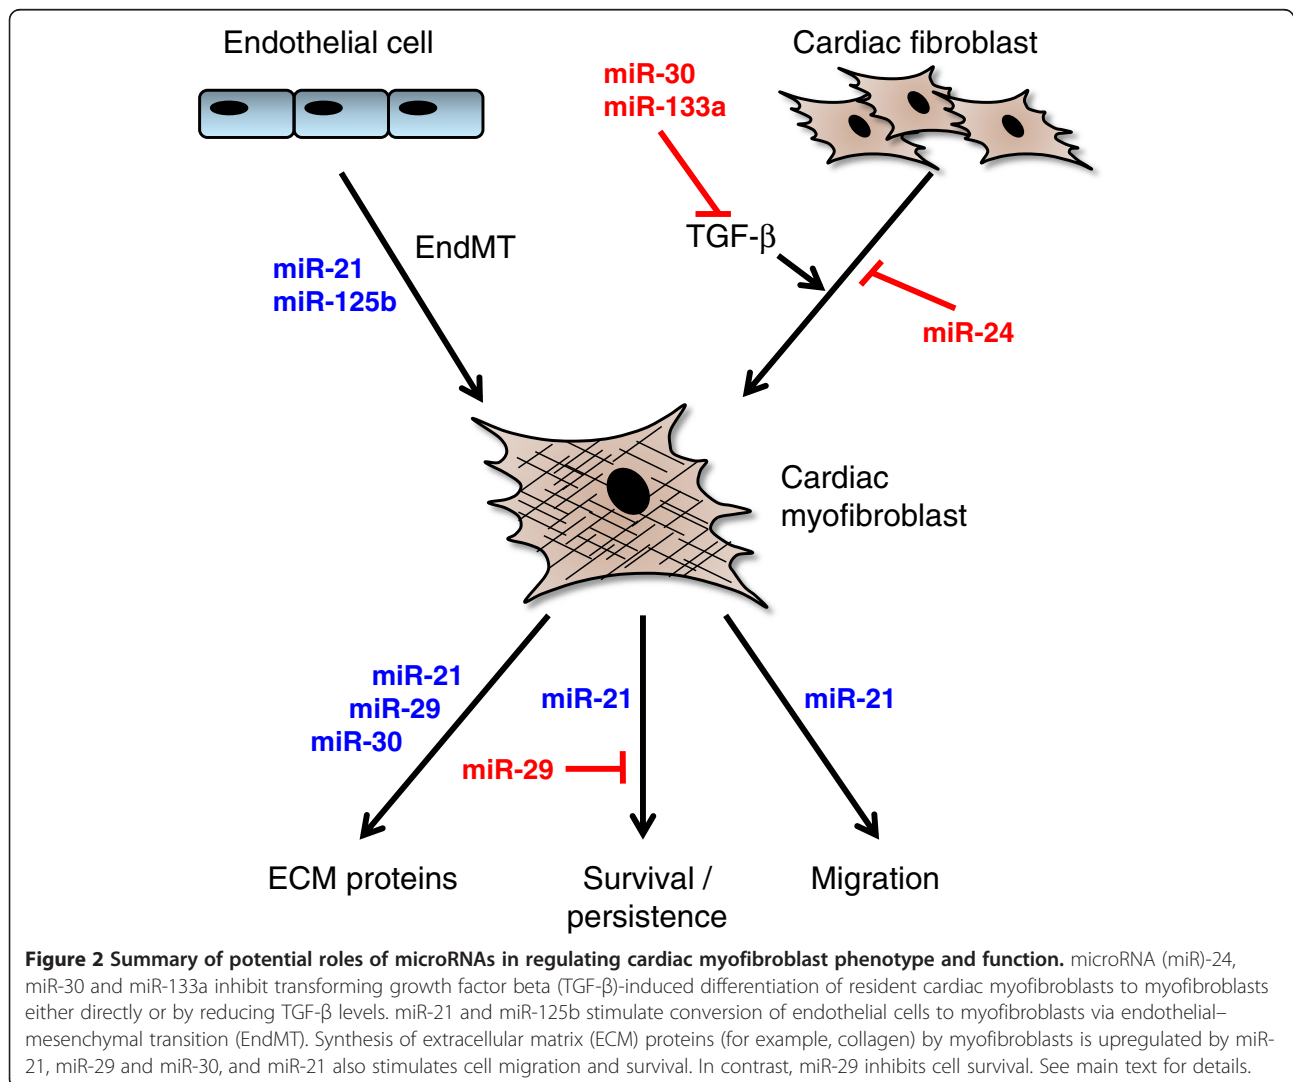 Endothelial cell
Cardiac fibroblast
miR-30
miR-133a
TGF-β
EndMT
miR-21
miR-125b
miR-24
Cardiac
myofibroblast
miR-21
miR-29
miR-30
miR-21
miR-29
miR-21
ECM proteins
Survival /
persistence
Migration
Figure 2 Summary of potential roles of microRNAs in regulating cardiac myofibroblast phenotype and function. microRNA (miR)-24,
miR-30 and miR-133a inhibit transforming growth factor beta (TGF-β)-induced differentiation of resident cardiac myofibroblasts to myofibroblasts
either directly or by reducing TGF-β levels. miR-21 and miR-125b stimulate conversion of endothelial cells to myofibroblasts via endothelial–
mesenchymal transition (EndMT). Synthesis of extracellular matrix (ECM) proteins (for example, collagen) by myofibroblasts is upregulated by miR-
21, miR-29 and miR-30, and miR-21 also stimulates cell migration and survival. In contrast, miR-29 inhibits cell survival. See main text for details.